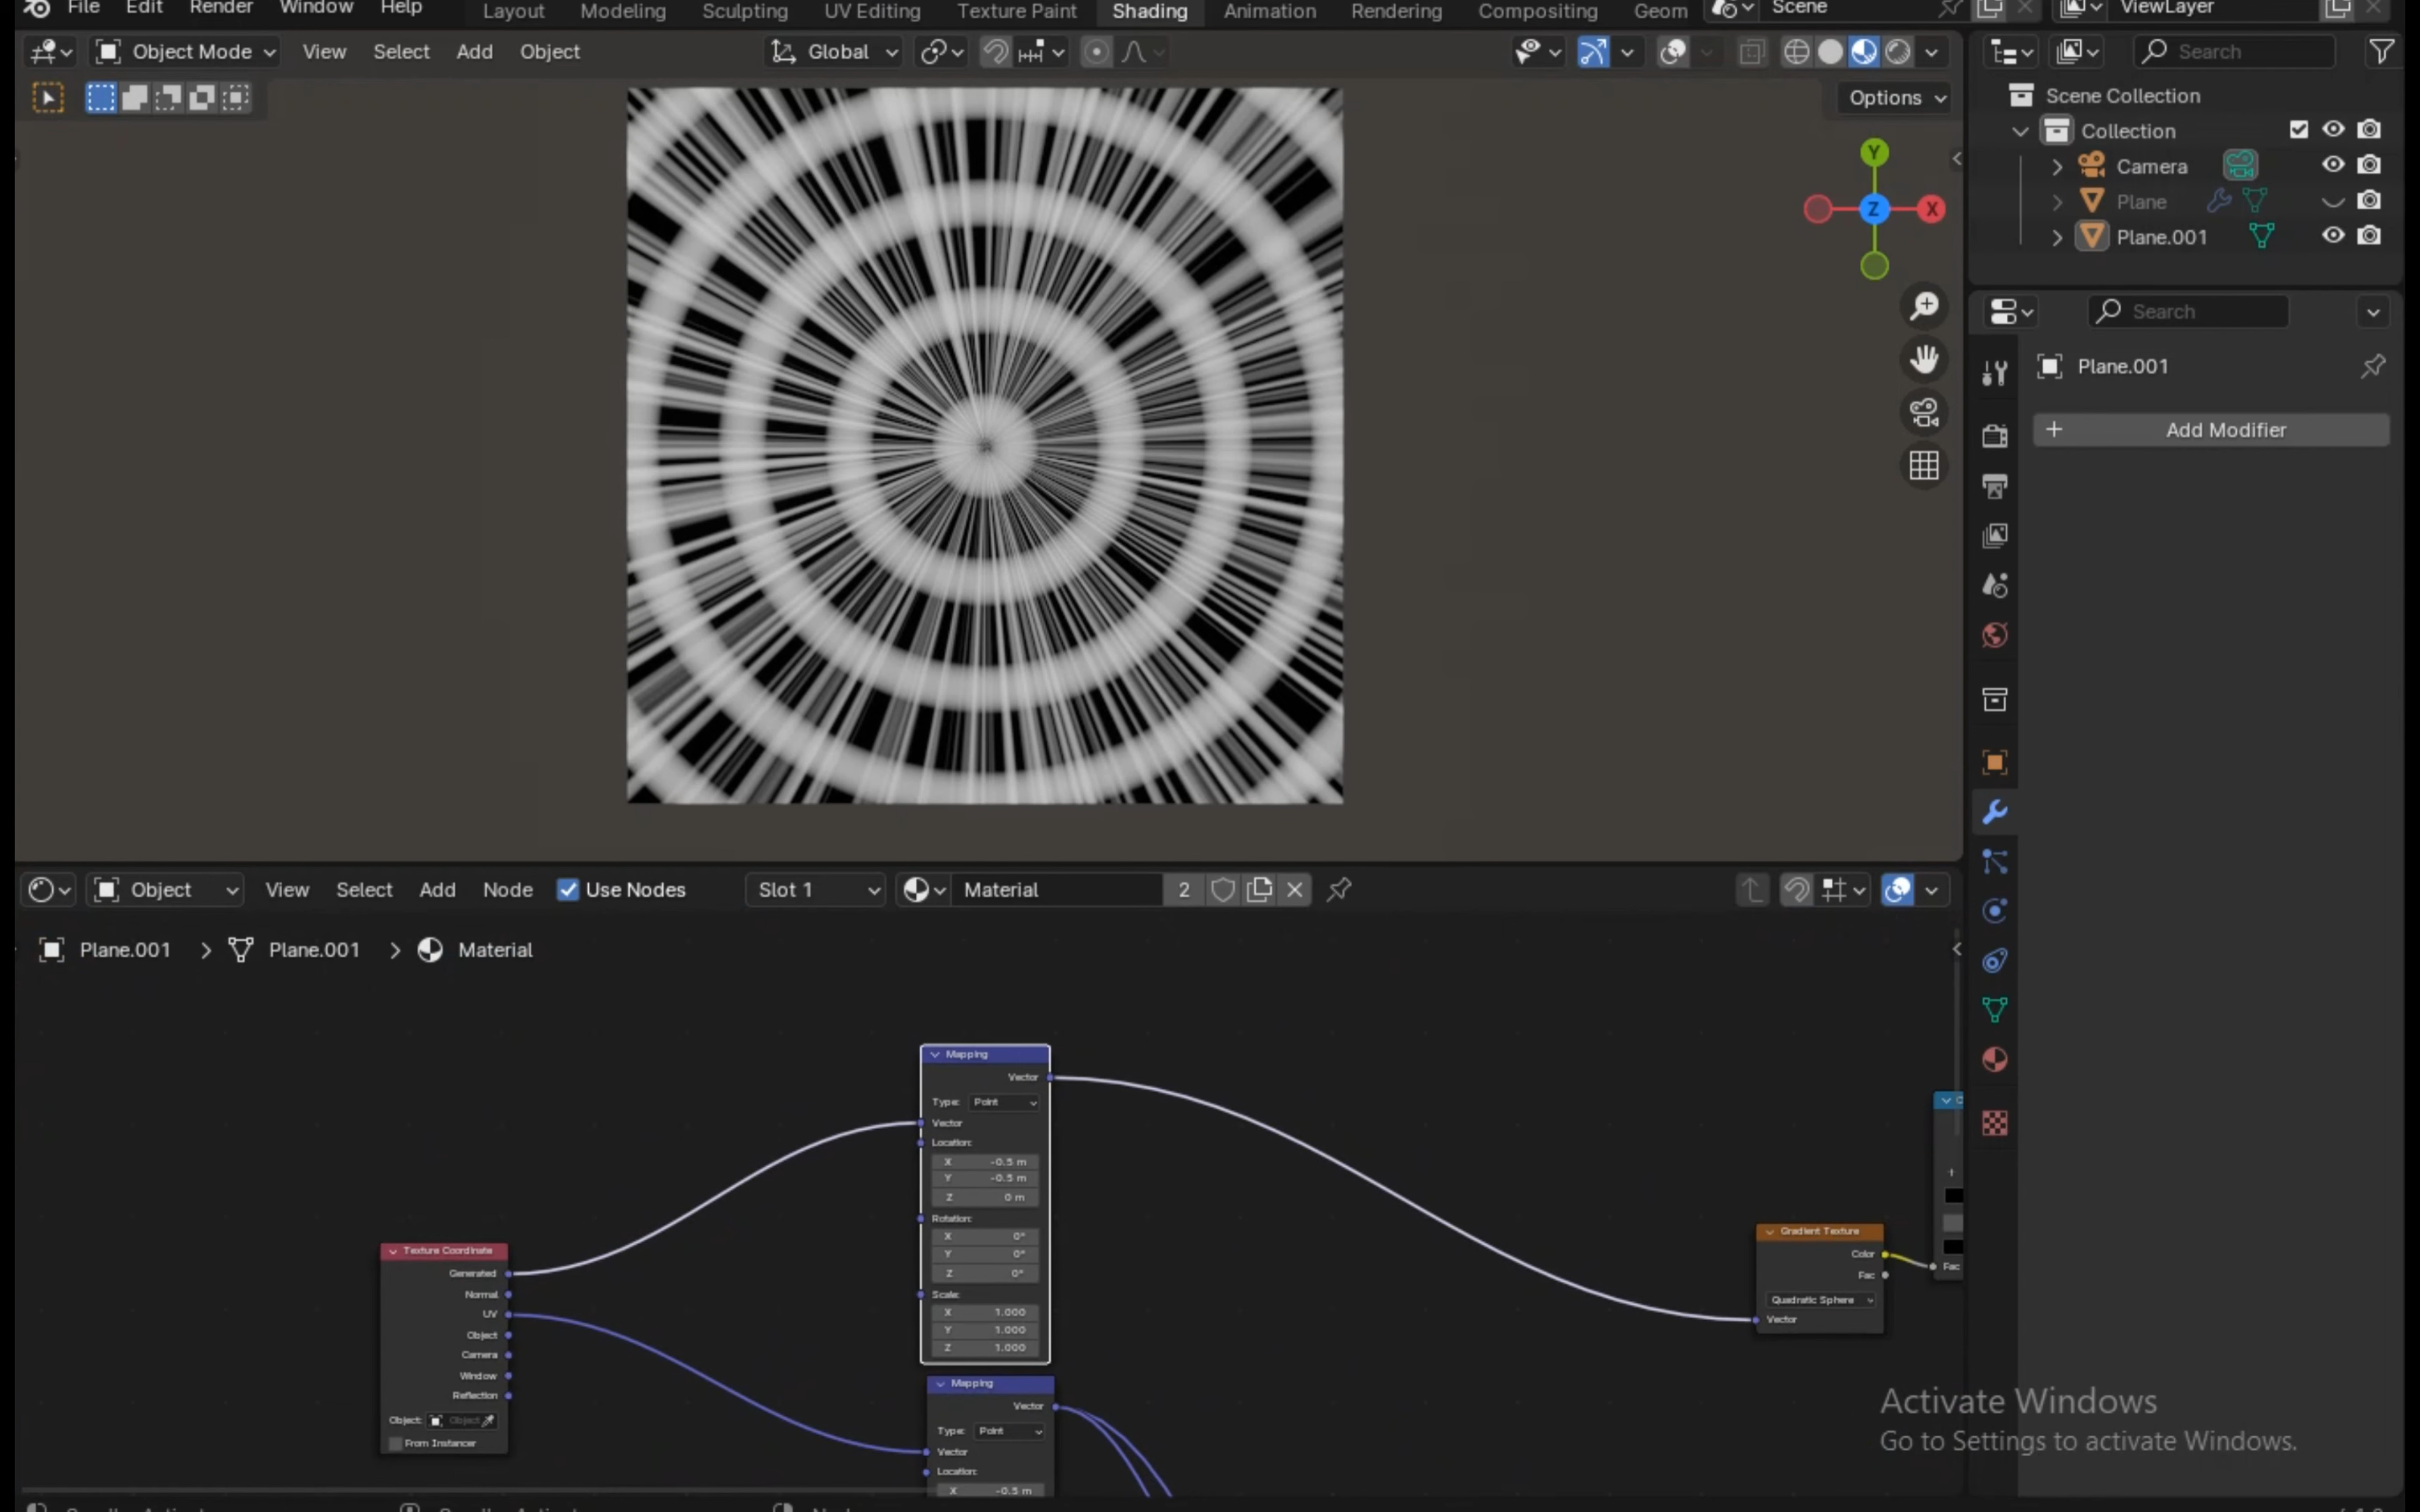 File Edit Render Window Help Layout Modeling Sculpting UV Editing Texture Paint Shading Animation Rendering Compositing Geom Scene ViewLayer
Object Mode View Select Add Object Global Search
Options
Y
Z X
Scene Collection
Collection
Camera
Plane
Plane.001
Search
Plane.001
Add Modifier
Object View Select Add Node Use Nodes Slot 1 Material 2
Plane.001 > Plane.001 > Material
Mapping
Vector
Type: Point
Vector
Location:
X -0.5 m
Y -0.5 m
Z 0 m
Rotation:
X 0°
Y 0°
Z 0°
Scale:
X 1.000
Y 1.000
Z 1.000
Texture Coordinate
Generated
Normal
UV
Object
Camera
Window
Reflection
Object: Object
From Instancer
Mapping
Vector
Type: Point
Vector
Location:
X -0.5 m
Gradient Texture
Color
Fac
Quadratic Sphere
Vector
Fac
Activate Windows
Go to Settings to activate Windows.